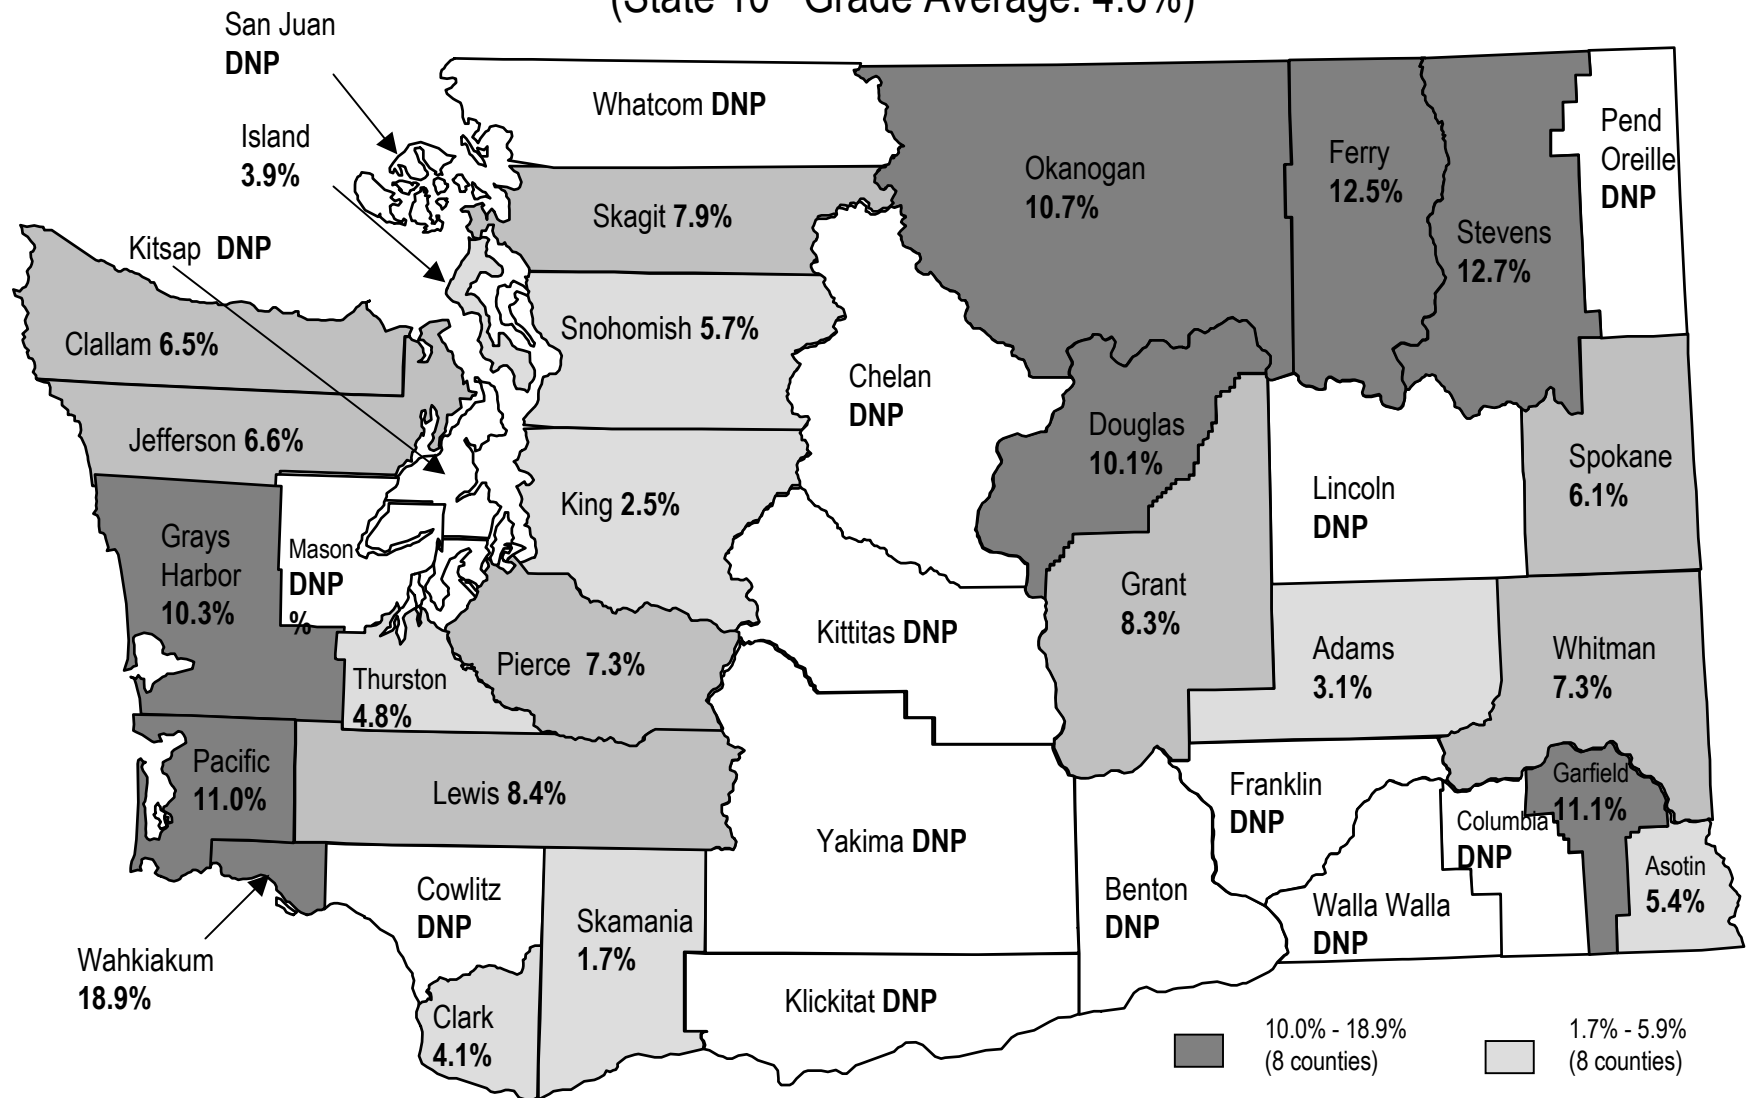 (State 10 Grade Average: 4.6%)
San Juan
DNP
Whatcom DNP
Island
3.9%
Pend
Oreille
DNP
Okanogan
10.7%
Ferry
12.5%
Skagit 7.9%
Kitsap DNP
Stevens
12.7%
Clallam 6.5%
Snohomish 5.7%
Chelan
DNP
Jefferson 6.6%
Douglas
10.1%
Spokane
6.1%
King 2.5%
Lincoln
DNP
Grays
Harbor
10.3%
Mason
DNP
%
Grant
8.3%
Kittitas DNP
Pierce 7.3%
Adams
3.1%
Whitman
7.3%
Thurston
4.8%
Pacific
11.0%
Lewis 8.4%
Garfield
11.1%
Franklin
DNP
Columbia
DNP
Yakima DNP
Asotin
5.4%
Cowlitz
DNP
Benton
DNP
Walla Walla
DNP
Skamania
1.7%
Wahkiakum
18.9%
Klickitat DNP
Clark
4.1%
10.0% - 18.9%
(8 counties)
1.7% - 5.9%
(8 counties)